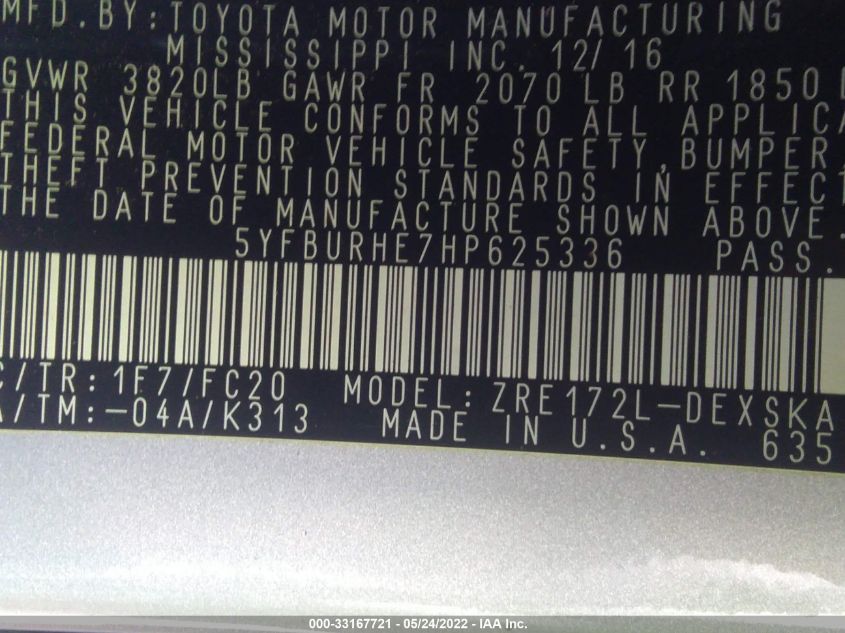 MFD.BY:TOYOTA MOTOR MANUFACTURING
MISSISSIPPI INC. 12/16
GVWR 3820LB GAWR FR 2070 LB RR 1850
THIS VEHICLE CONFORMS TO ALL APPLICA
FEDERAL MOTOR VEHICLE SAFETY,BUMPER
THEFT PREVENTION STANDARDS IN EFFECT
THE DATE OF MANUFACTURE SHOWN ABOVE.
5YFBURHE7HP625336 PASS.
C/TR:1F7/FC20 MODEL:ZRE172L-DEXSKA
A/TM:-04A/K313 MADE IN U.S.A. 635
000-33167721 - 05/24/2022 - IAA Inc.